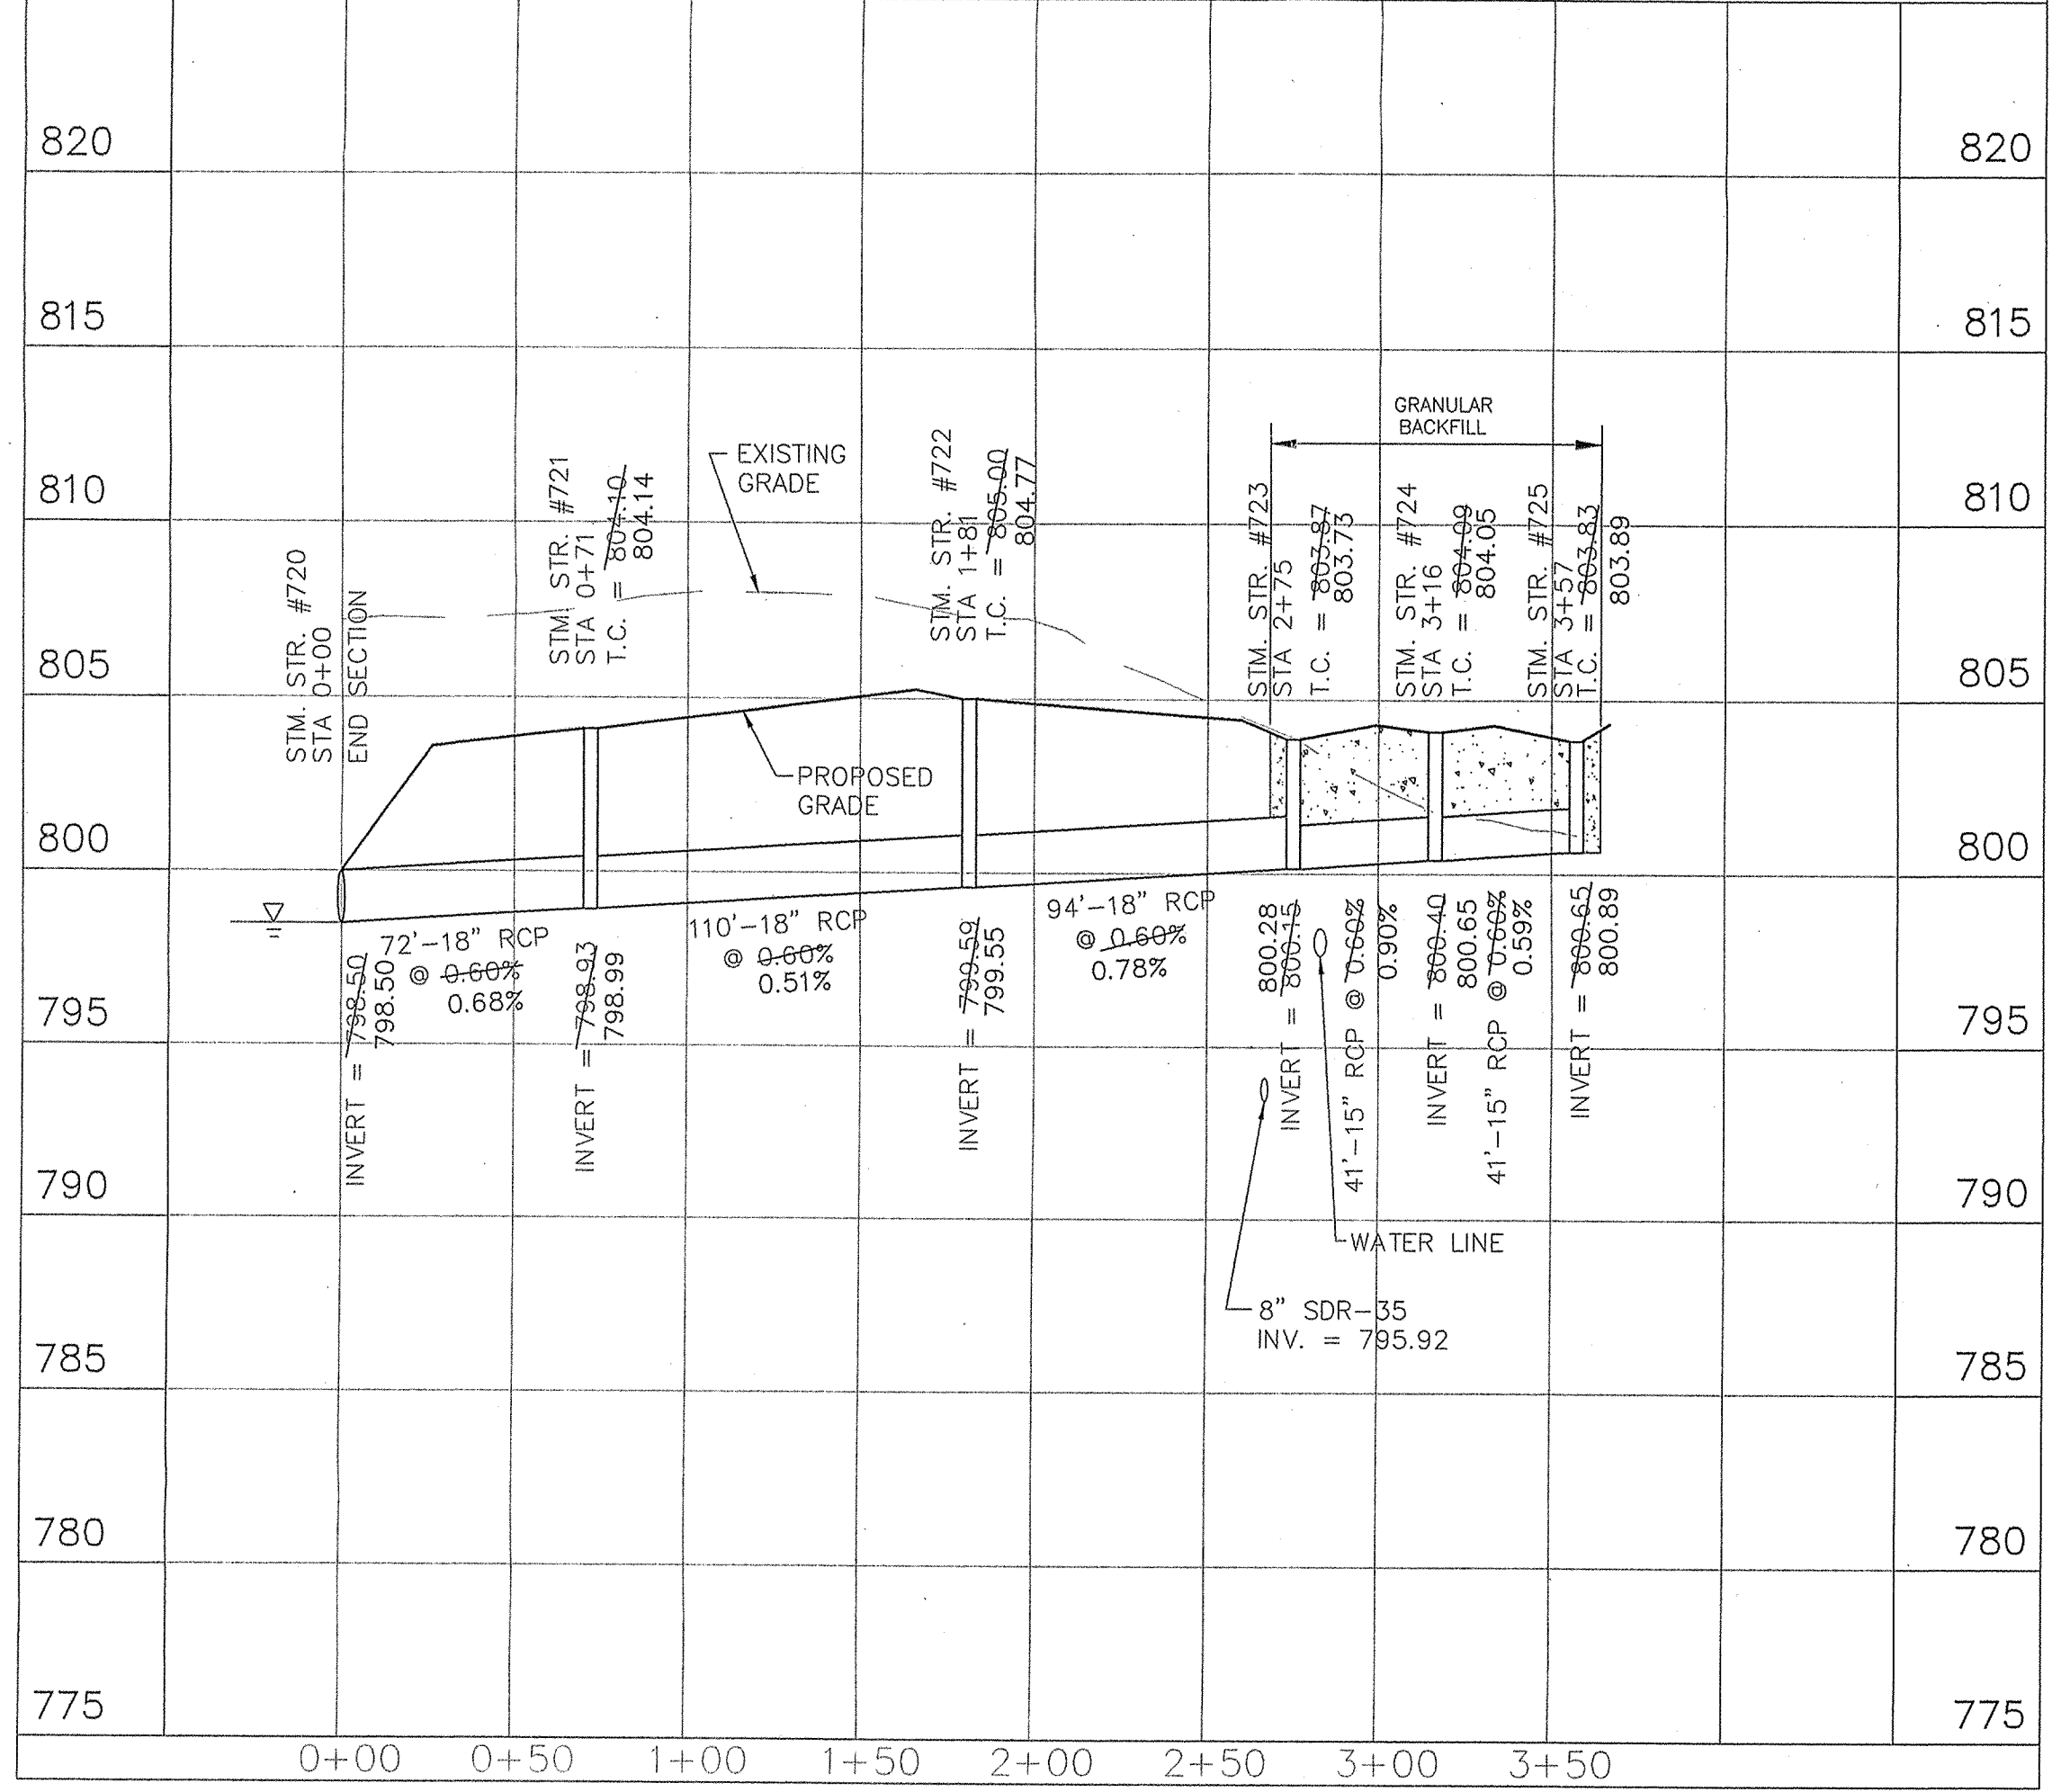 820
820
815
815
GRANULAR
BACKFILL
810
810
EXISTING
GRADE
STM. STR. #720
STA 0+00
END SECTION
STM. STR. #721
STA 0+71
T.C. = 804.10
804.14
STM. STR. #722
STA 1+81
T.C. = 805.00
804.77
STM. STR. #723
STA 2+75
T.C. = 803.87
803.73
STM. STR. #724
STA 3+16
T.C. = 804.09
804.05
STM. STR. #725
STA 3+57
T.C. = 803.83
803.89
805
805
PROPOSED
GRADE
800
800
72'-18" RCP
@ 0.60%
0.68%
110'-18" RCP
@ 0.60%
0.51%
94'-18" RCP
@ 0.60%
0.78%
INVERT = 798.50
798.50
INVERT = 798.93
798.99
INVERT = 799.59
799.55
800.28
INVERT = 800.15
41'-15" RCP @ 0.60%
0.90%
INVERT = 800.40
800.65
41'-15" RCP @ 0.60%
0.59%
INVERT = 800.65
800.89
795
795
790
790
WATER LINE
8" SDR-35
INV. = 795.92
785
785
780
780
775
775
0+00 0+50 1+00 1+50 2+00 2+50 3+00 3+50